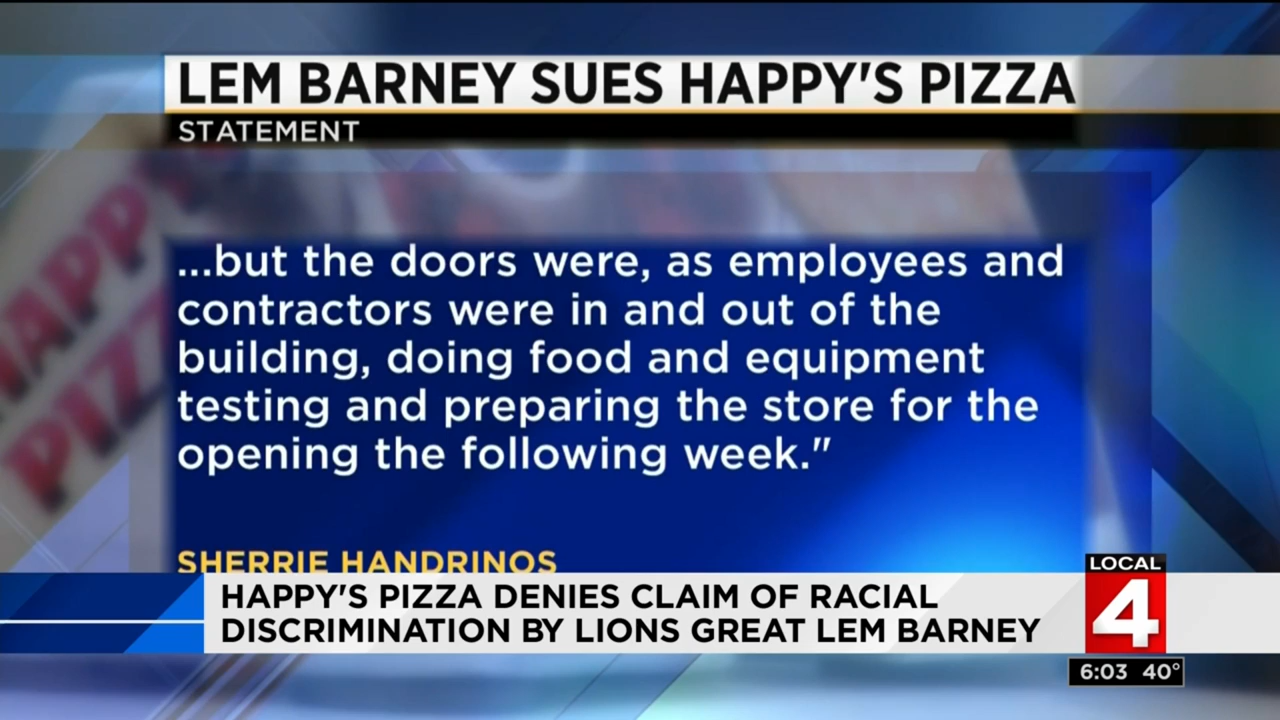 LEM BARNEY SUES HAPPY'S PIZZA
STATEMENT
HAPPY'S
PIZZA
...but the doors were, as employees and
contractors were in and out of the
building, doing food and equipment
testing and preparing the store for the
opening the following week."
SHERRIE HANDRINOS
HAPPY'S PIZZA DENIES CLAIM OF RACIAL
DISCRIMINATION BY LIONS GREAT LEM BARNEY
LOCAL
4
6:03 40°